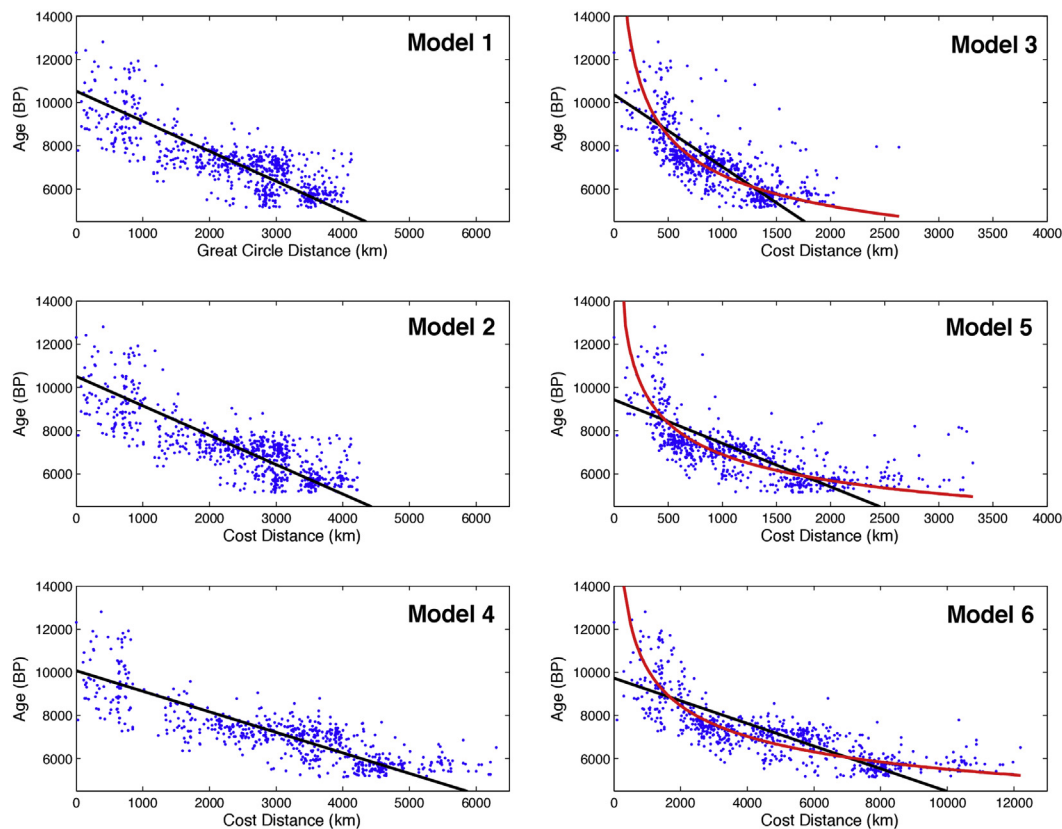 Model 1
Age (BP)
14000
12000
10000
8000
6000
0 1000 2000 3000 4000 5000 6000
Great Circle Distance (km)
Model 3
Age (BP)
14000
12000
10000
8000
6000
0 500 1000 1500 2000 2500 3000 3500 4000
Cost Distance (km)
Model 2
Age (BP)
14000
12000
10000
8000
6000
0 1000 2000 3000 4000 5000 6000
Cost Distance (km)
Model 5
Age (BP)
14000
12000
10000
8000
6000
0 500 1000 1500 2000 2500 3000 3500 4000
Cost Distance (km)
Model 4
Age (BP)
14000
12000
10000
8000
6000
0 1000 2000 3000 4000 5000 6000
Cost Distance (km)
Model 6
Age (BP)
14000
12000
10000
8000
6000
0 2000 4000 6000 8000 10000 12000
Cost Distance (km)